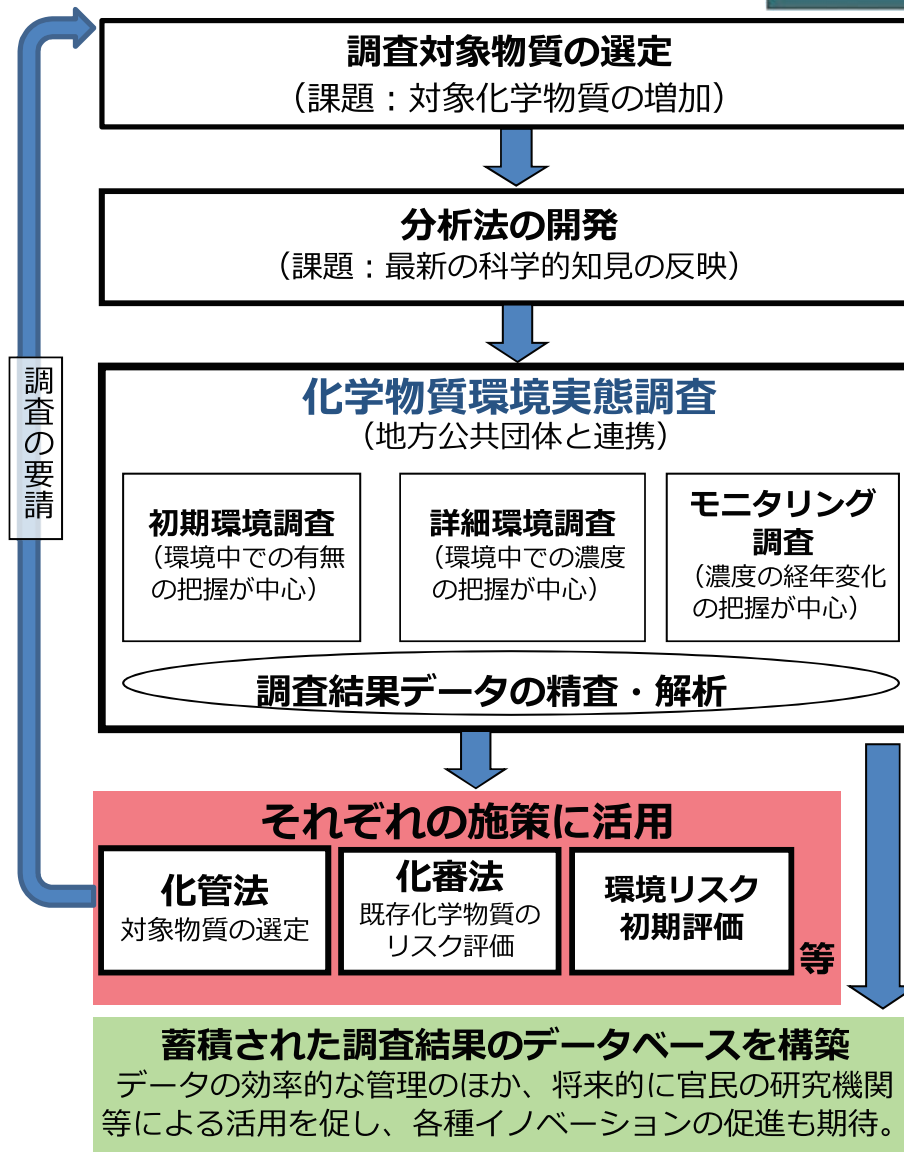 調査対象物質の選定
（課題：対象化学物質の増加）
分析法の開発
（課題：最新の科学的知見の反映）
調査の要請
化学物質環境実態調査
（地方公共団体と連携）
初期環境調査
（環境中での有無
の把握が中心）
詳細環境調査
（環境中での濃度
の把握が中心）
モニタリング
調査
（濃度の経年変化
の把握が中心）
調査結果データの精査・解析
それぞれの施策に活用
化管法
対象物質の選定
化審法
既存化学物質の
リスク評価
環境リスク
初期評価
等
蓄積された調査結果のデータベースを構築
データの効率的な管理のほか、将来的に官民の研究機関
等による活用を促し、各種イノベーションの促進も期待。